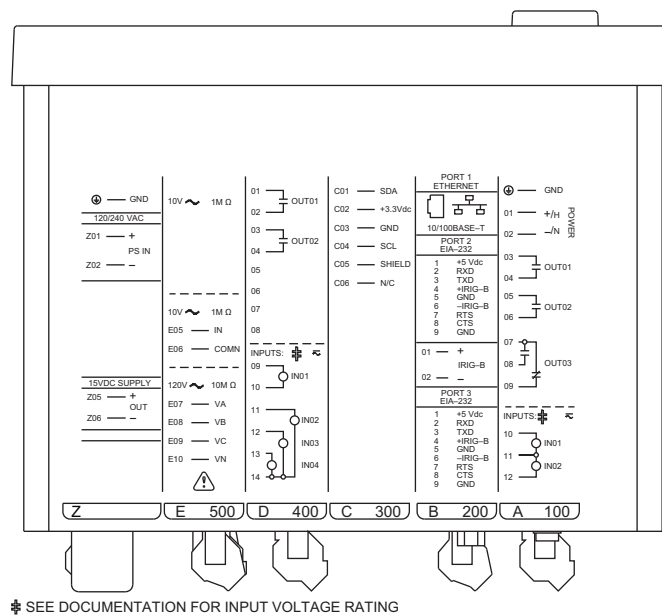 GND
120/240 VAC
Z01 +
PS IN
Z02 –
15VDC SUPPLY
Z05 +
OUT
Z06 –
Z
10V 1M Ω
10V 1M Ω
E05 IN
E06 COMN
120V 10M Ω
E07 VA
E08 VB
E09 VC
E10 VN
E 500
01
OUT01
02
03
OUT02
04
05
06
07
08
INPUTS:
09
IN01
10
11
IN02
12
IN03
13
IN04
14
D 400
C01 SDA
C02 +3.3Vdc
C03 GND
C04 SCL
C05 SHIELD
C06 N/C
C 300
PORT 1
ETHERNET
10/100BASE–T
PORT 2
EIA–232
1 +5 Vdc
2 RXD
3 TXD
4 +IRIG–B
5 GND
6 –IRIG–B
7 RTS
8 CTS
9 GND
01 +
IRIG–B
02 –
PORT 3
EIA–232
1 +5 Vdc
2 RXD
3 TXD
4 +IRIG–B
5 GND
6 –IRIG–B
7 RTS
8 CTS
9 GND
B 200
GND
01 +/H
02 –/N
POWER
03
OUT01
04
05
OUT02
06
07
08 OUT03
09
INPUTS:
10
IN01
11
IN02
12
A 100
SEE DOCUMENTATION FOR INPUT VOLTAGE RATING